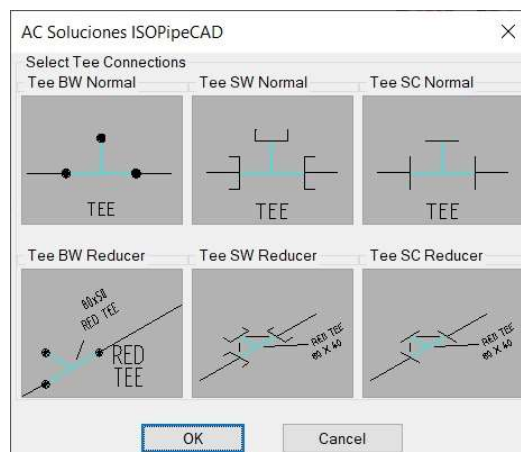 AC Soluciones ISOPipeCAD
Select Tee Connections
Tee BW Normal
Tee SW Normal
Tee SC Normal
TEE
TEE
TEE
Tee BW Reducer
Tee SW Reducer
Tee SC Reducer
80x50
RED TEE
RED
TEE
RED TEE
80 X 40
RED TEE
80 X 40
OK
Cancel